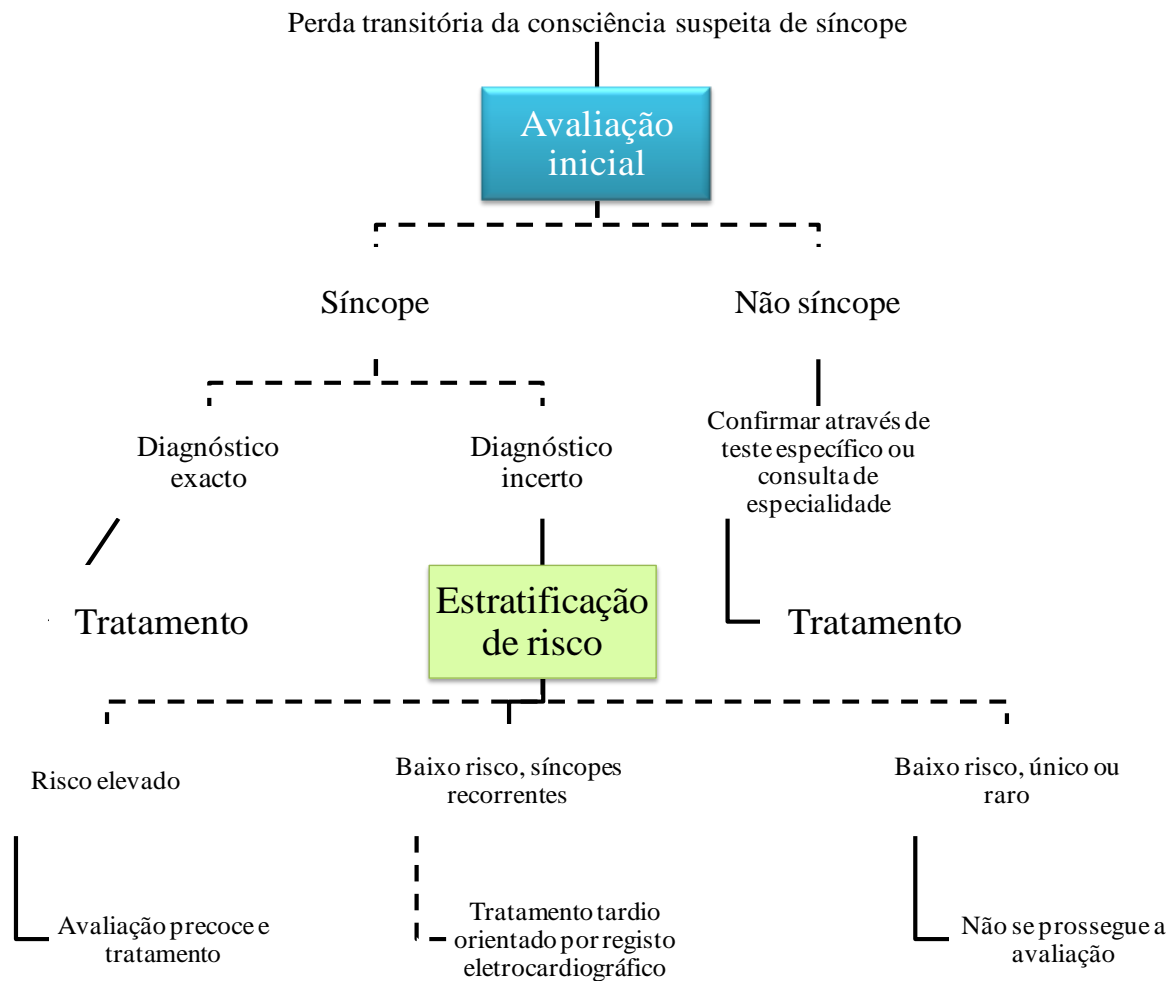 Perda transitória da consciência suspeita de síncope
Avaliação
inicial
Síncope
Não síncope
Diagnóstico
exacto
Diagnóstico
incerto
Confirmar através de
teste específico ou
consulta de
especialidade
Tratamento
Estratificação
de risco
Tratamento
Risco elevado
Baixo risco, síncopes
recorrentes
Baixo risco, único ou
raro
Avaliação precoce e
tratamento
Tratamento tardio
orientado por registo
eletrocardiográfico
Não se prossegue a
avaliação